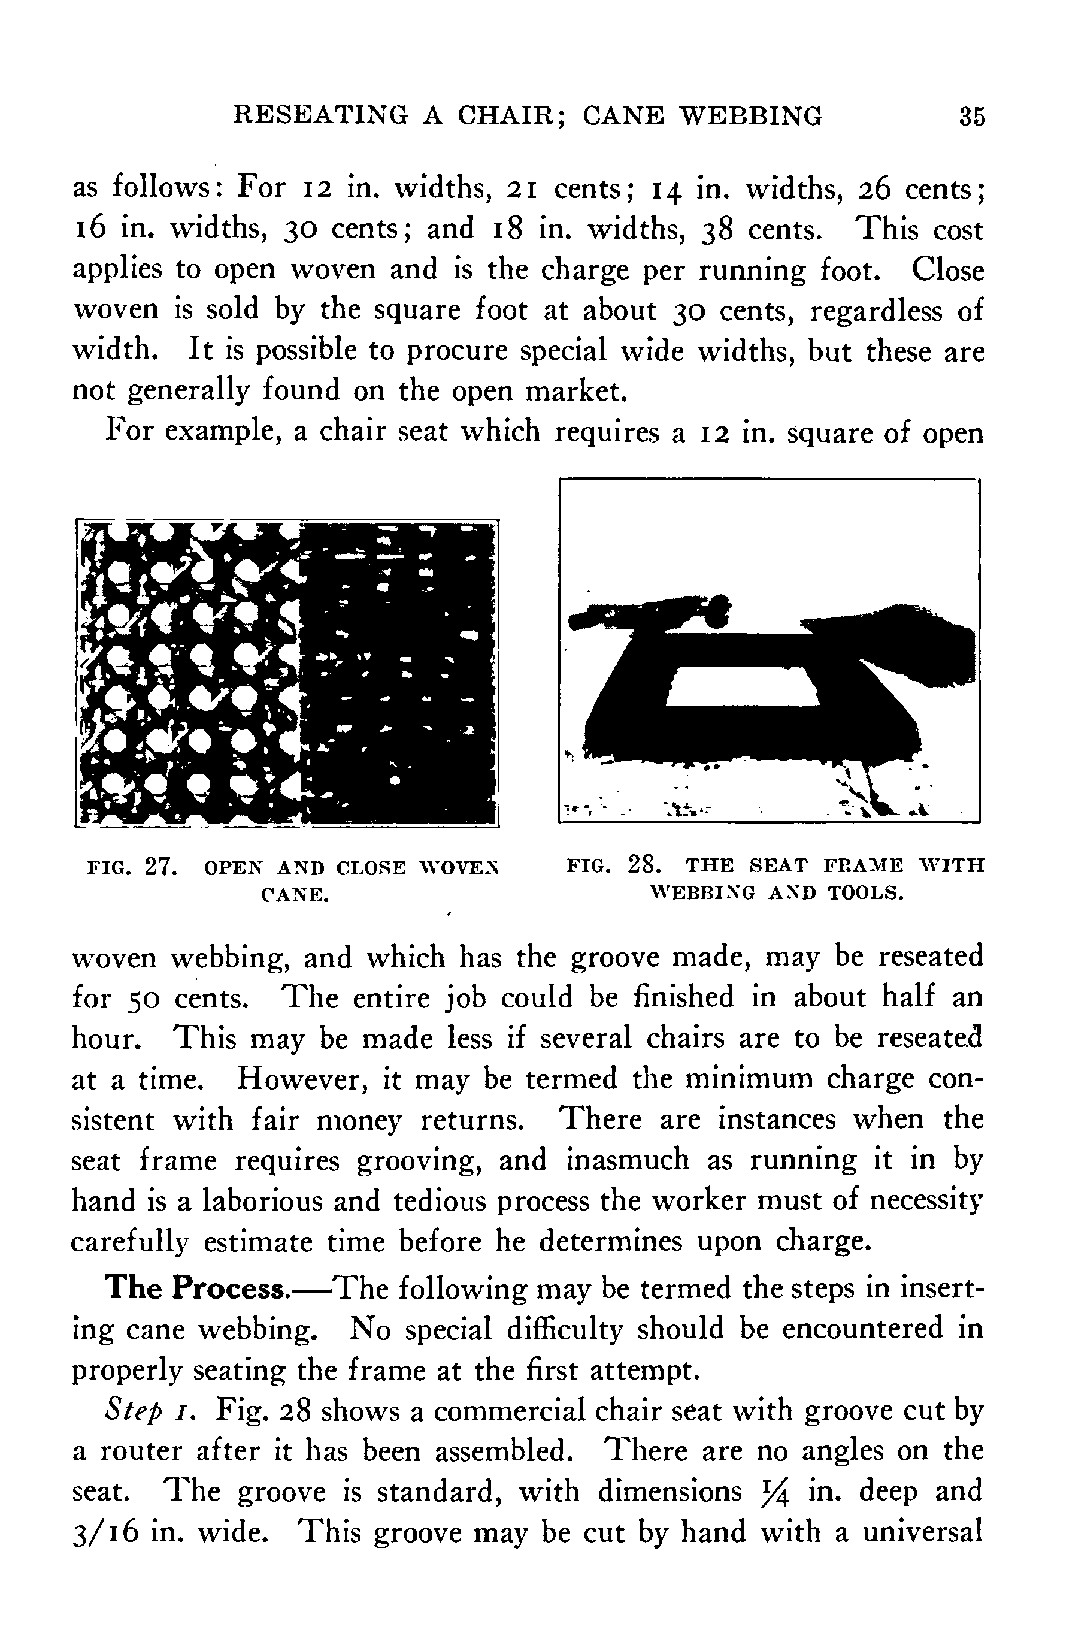 RESEATING A CHAIR; CANE WEBBING 35
as follows: For 12 in. widths, 21 cents; 14 in. widths, 26 cents;
16 in. widths, 30 cents; and 18 in. widths, 38 cents. This cost
applies to open woven and is the charge per running foot. Close
woven is sold by the square foot at about 30 cents, regardless of
width. It is possible to procure special wide widths, but these are
not generally found on the open market.
For example, a chair seat which requires a 12 in. square of open
FIG. 27. OPEN AND CLOSE WOVEN
CANE.
FIG. 28. THE SEAT FRAME WITH
WEBBING AND TOOLS.
woven webbing, and which has the groove made, may be reseated
for 50 cents. The entire job could be finished in about half an
hour. This may be made less if several chairs are to be reseated
at a time. However, it may be termed the minimum charge con-
sistent with fair money returns. There are instances when the
seat frame requires grooving, and inasmuch as running it in by
hand is a laborious and tedious process the worker must of necessity
carefully estimate time before he determines upon charge.
The Process.—The following may be termed the steps in insert-
ing cane webbing. No special difficulty should be encountered in
properly seating the frame at the first attempt.
Step 1. Fig. 28 shows a commercial chair seat with groove cut by
a router after it has been assembled. There are no angles on the
seat. The groove is standard, with dimensions ¼ in. deep and
3/16 in. wide. This groove may be cut by hand with a universal